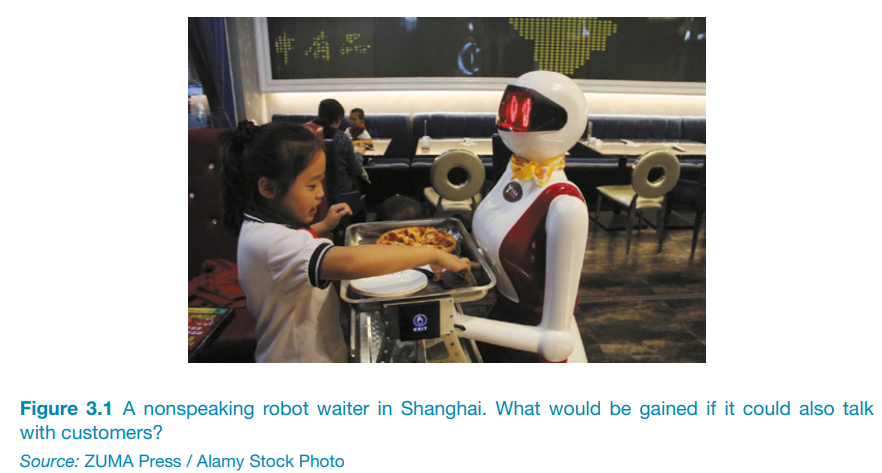 Figure 3.1 A nonspeaking robot waiter in Shanghai. What would be gained if it could also talk
with customers?
Source: ZUMA Press / Alamy Stock Photo